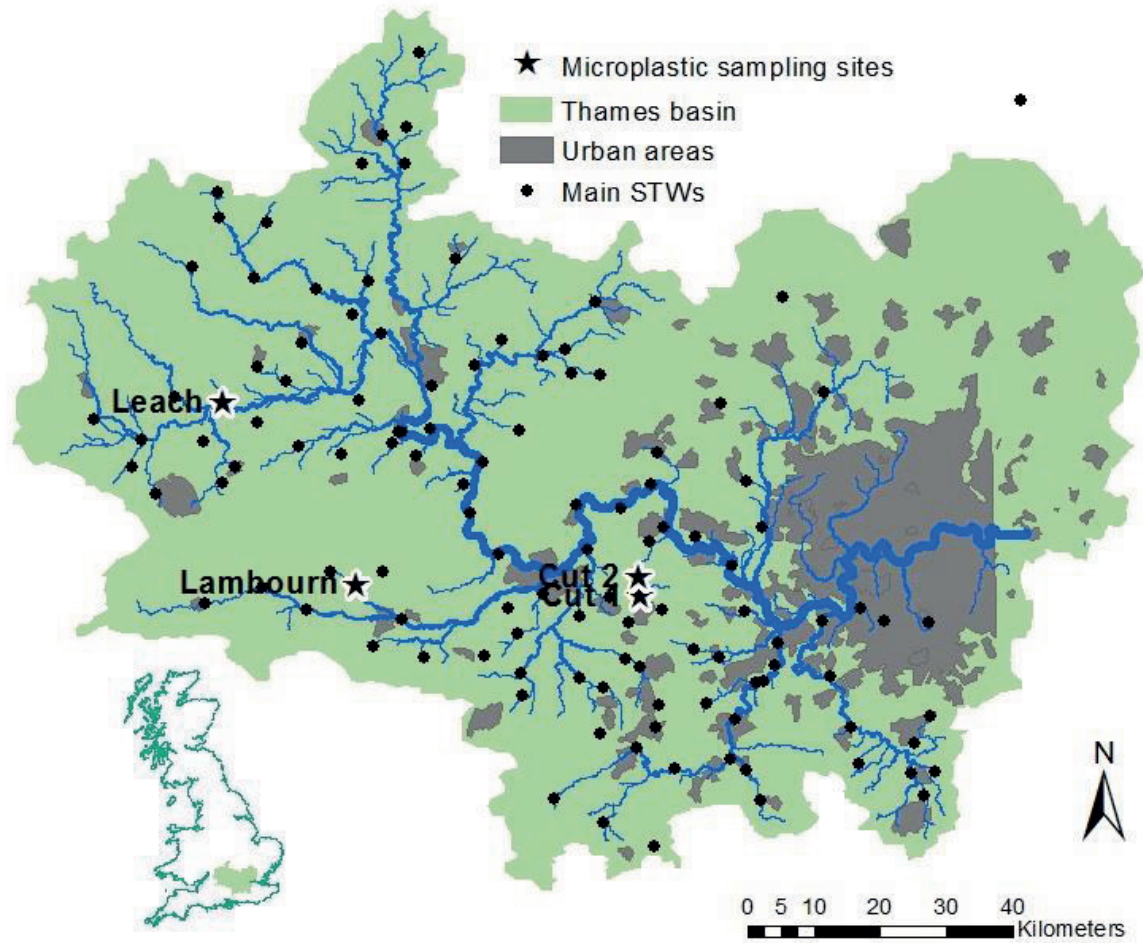 Microplastic sampling sites
Thames basin
Urban areas
Main STWs
Leach
Lambourn
Cut 2
Cut 1
N
0 5 10 20 30 40
Kilometers